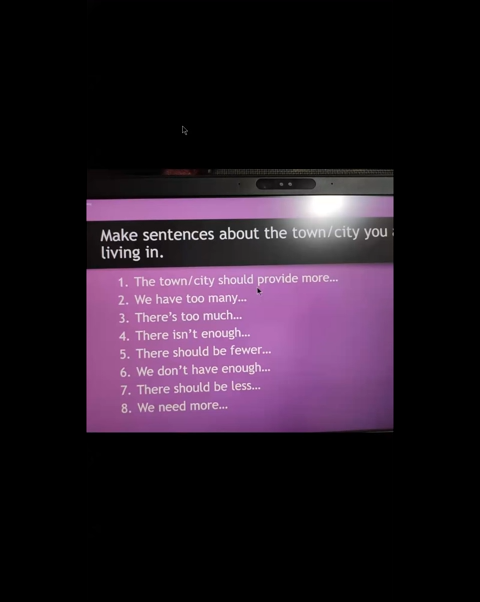 Make sentences about the town/city you
living in.
1. The town/city should provide more...
2. We have too many...
3. There's too much...
4. There isn't enough...
5. There should be fewer...
6. We don't have enough...
7. There should be less...
8. We need more...